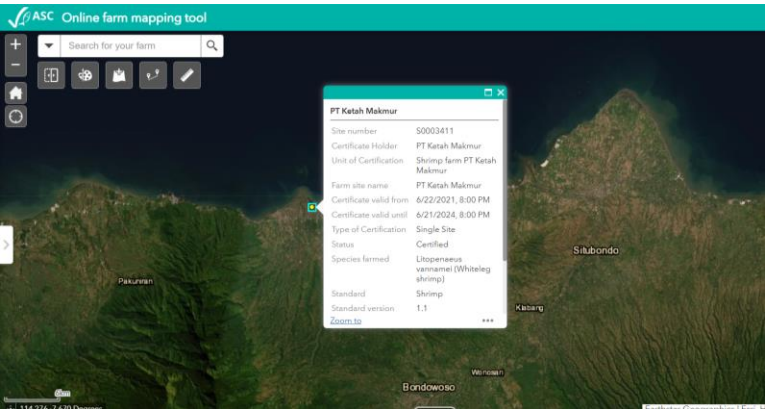 ASC Online farm mapping tool
+
Search for your farm
−
PT Ketah Makmur
Site number S0003411
Certificate Holder PT Ketah Makmur
Unit of Certification Shrimp farm PT Ketah
Makmur
Farm site name PT Ketah Makmur
Certificate valid from 6/22/2021, 8:00 PM
Certificate valid until 6/21/2024, 8:00 PM
Type of Certification Single Site
Status Certified
Species farmed Litopenaeus
vannamei (Whiteleg
shrimp)
Standard Shrimp
Standard version 1.1
Zoom to
Situbondo
Pakuniran
Klabang
Wonosari
Bondowoso